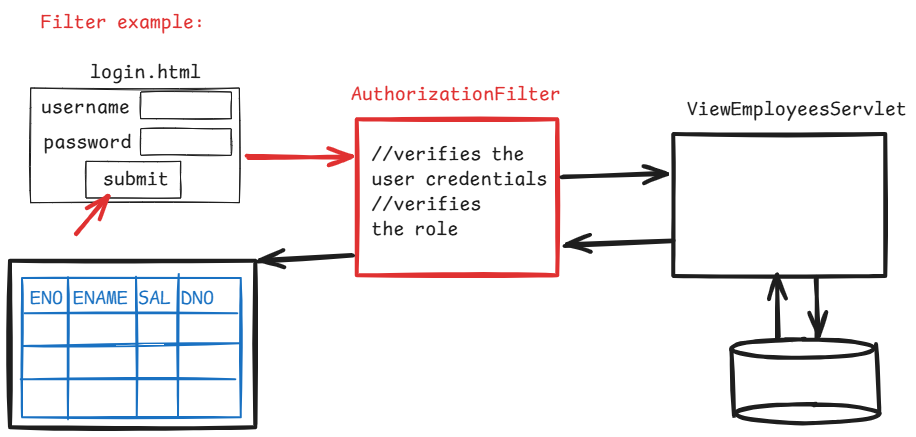 Filter example:
login.html
username
password
submit
AuthorizationFilter
//verifies the
user credentials
//verifies
the role
ViewEmployeesServlet
ENO ENAME SAL DNO